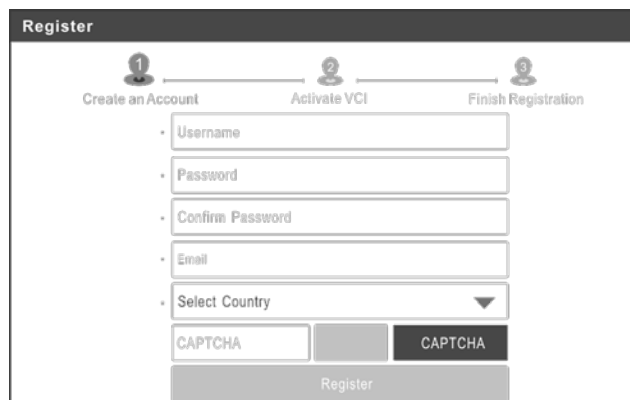 Register
1 2 3
Create an Account Activate VCI Finish Registration
Username
Password
Confirm Password
Email
Select Country
CAPTCHA CAPTCHA
Register